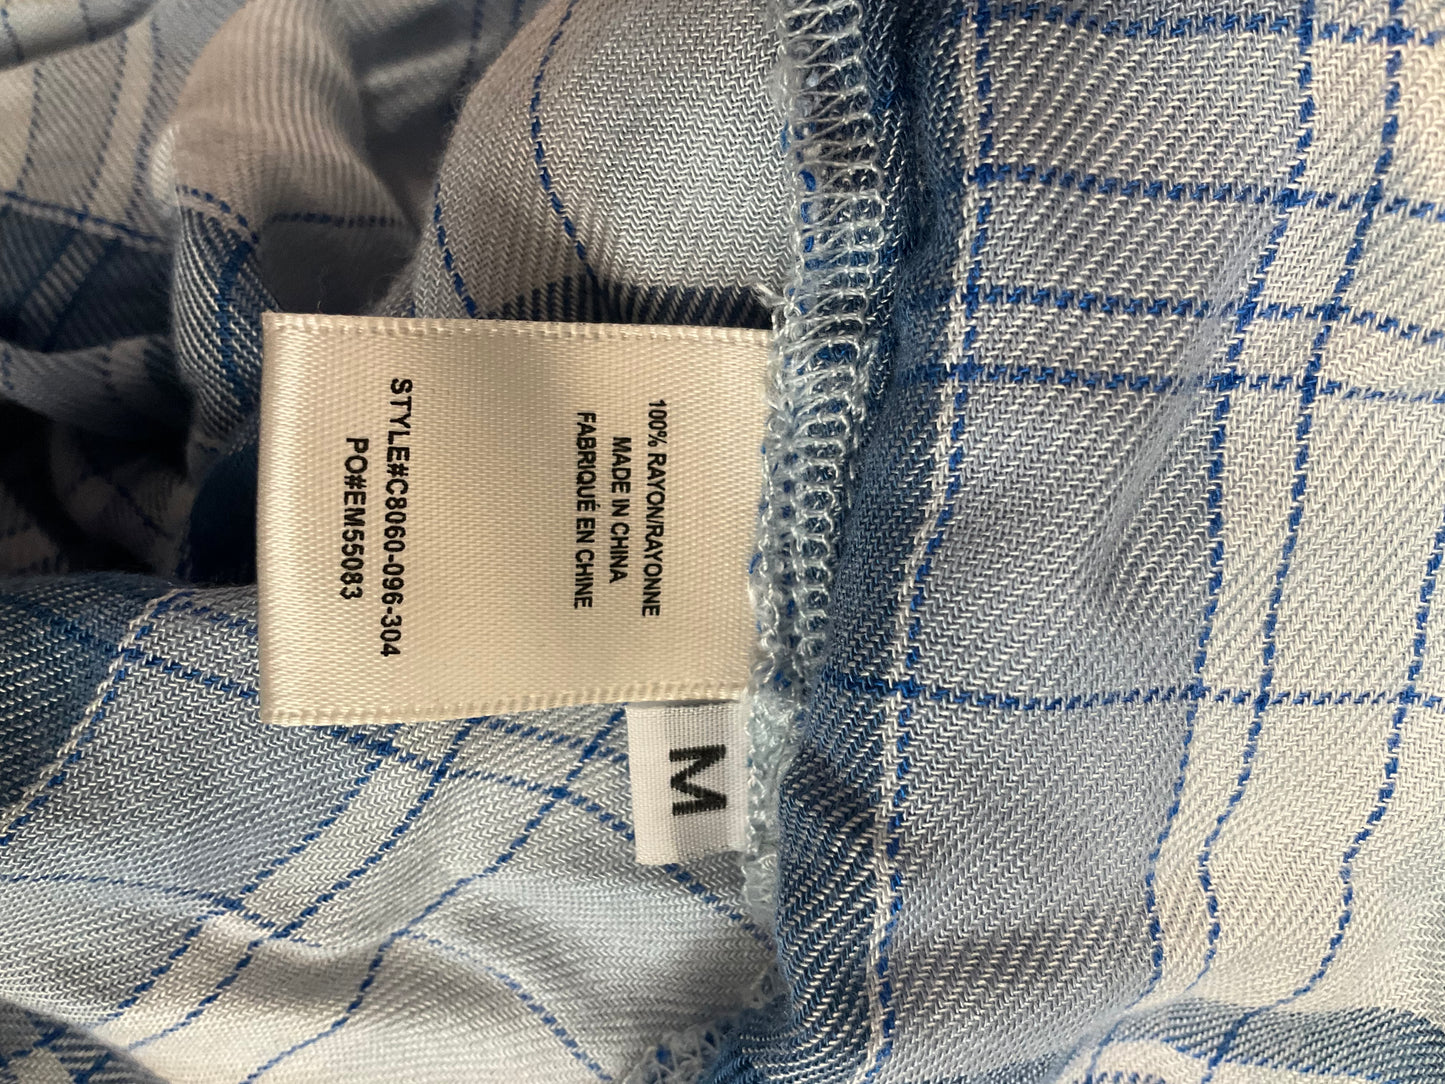 100% RAYON/RAYONNE
MADE IN CHINA
FABRIQUÉ EN CHINE
STYLE#C8060-096-304
PO#EM55083
M